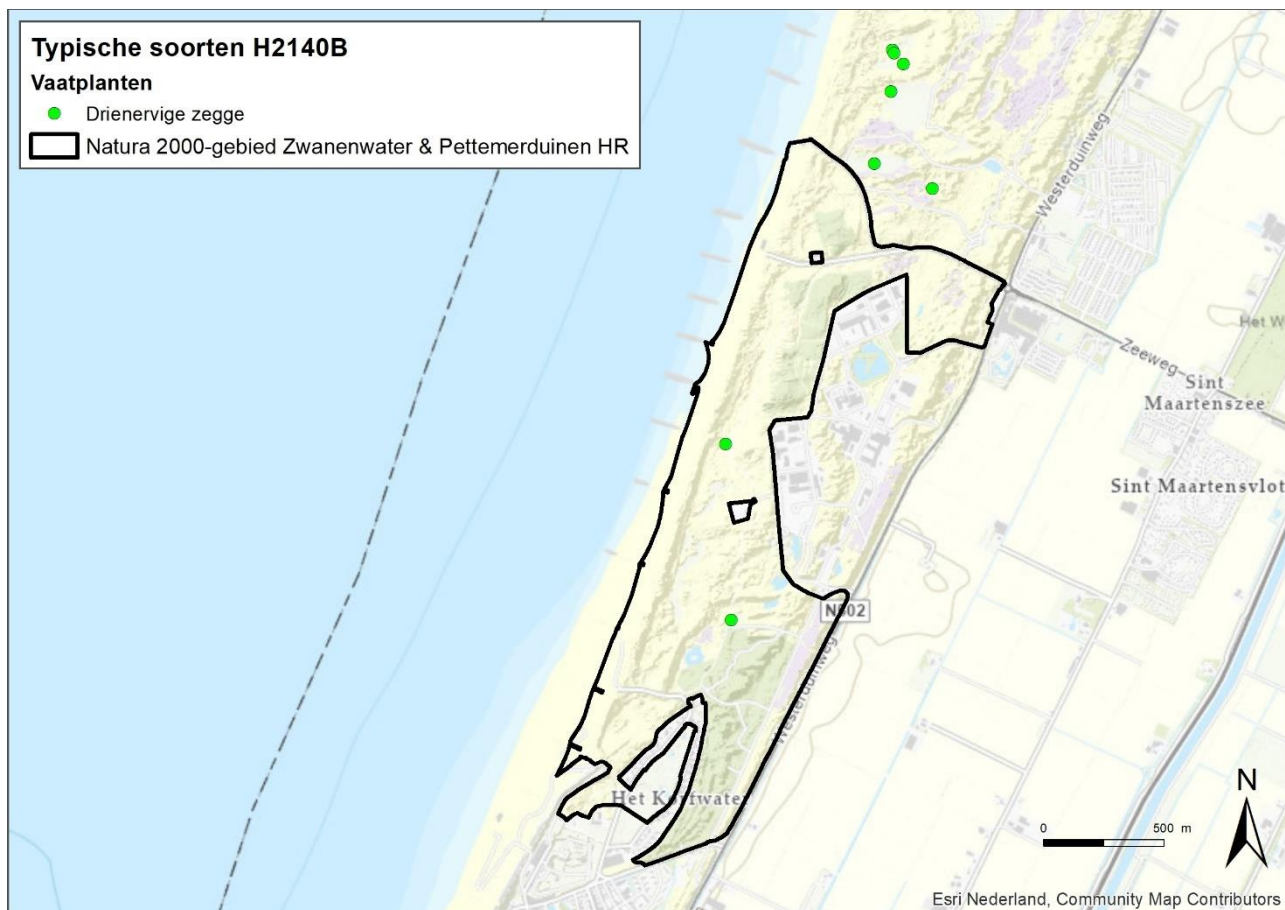 Typische soorten H2140B
Vaatplanten
Drienervige zegge
Natura 2000-gebied Zwanenwater & Pettemerduinen HR
Westerduinweg
Het W
Zeeweg
Sint
Maartenszee
Sint Maartensvlot
N502
Westerduinweg
Het Korfwater
N
0 500 m
Esri Nederland, Community Map Contributors